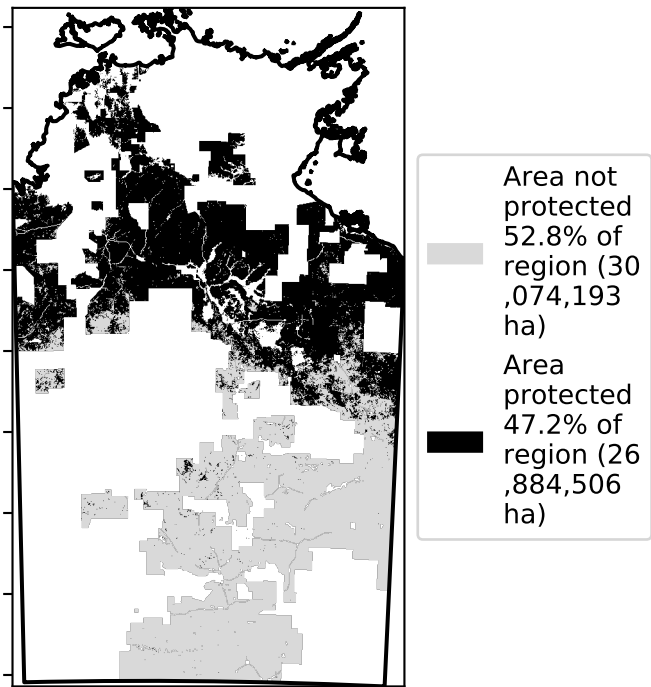 Area not
protected
52.8% of
region (30
,074,193
ha)
Area
protected
47.2% of
region (26
,884,506
ha)